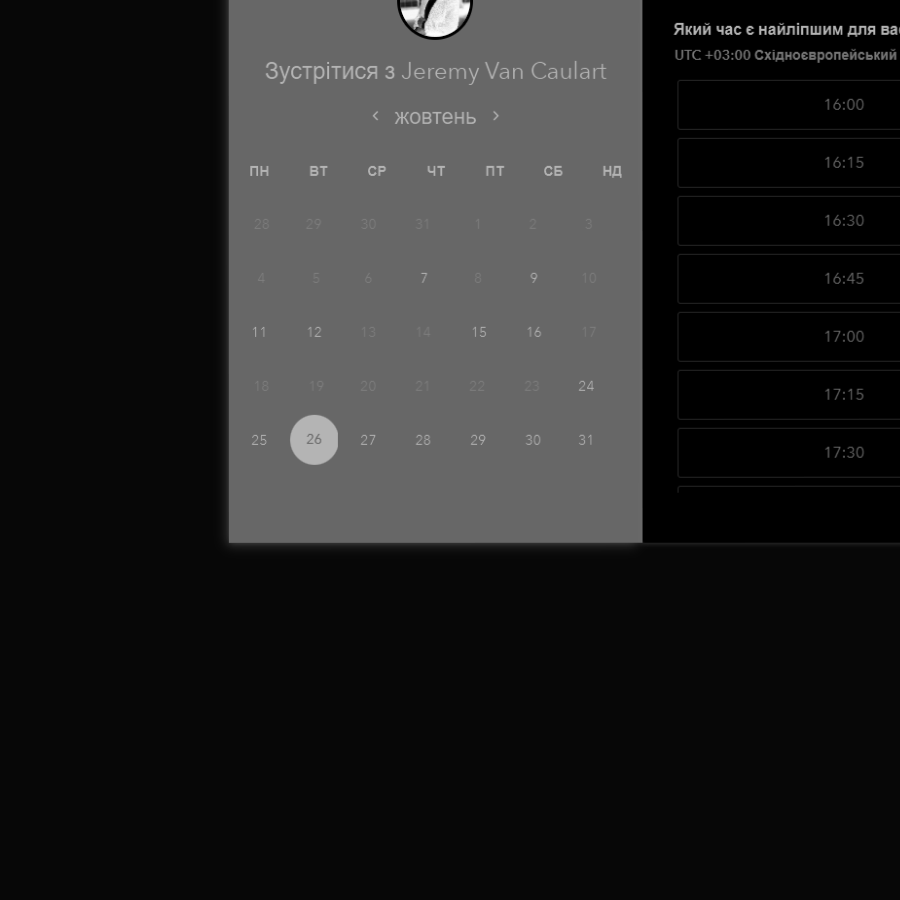 Зустрітися з Jeremy Van Caulart
‹ жовтень ›
ПН ВТ СР ЧТ ПТ СБ НД
28 29 30 31 1 2 3
4 5 6 7 8 9 10
11 12 13 14 15 16 17
18 19 20 21 22 23 24
25 26 27 28 29 30 31
Який час є найліпшим для
UTC +03:00 Східноєвропейський
16:00
16:15
16:30
16:45
17:00
17:15
17:30